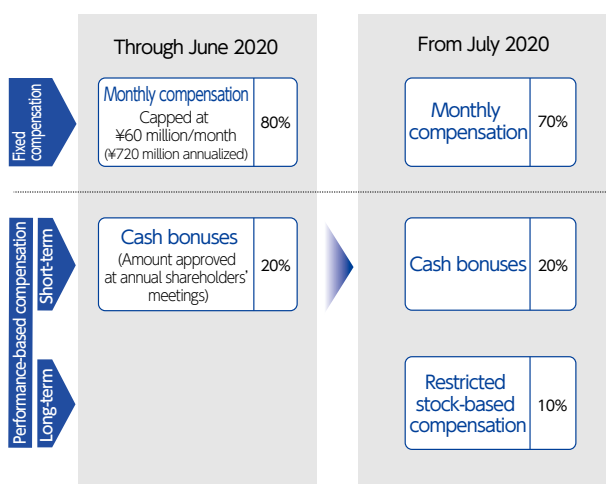 Through June 2020
From July 2020
Fixed
compensation
Monthly compensation
Capped at
¥60 million/month
(¥720 million annualized)
80%
Monthly
compensation
70%
Performance-based compensation
Short-term
Cash bonuses
(Amount approved
at annual shareholders'
meetings)
20%
Cash bonuses
20%
Long-term
Restricted
stock-based
compensation
10%